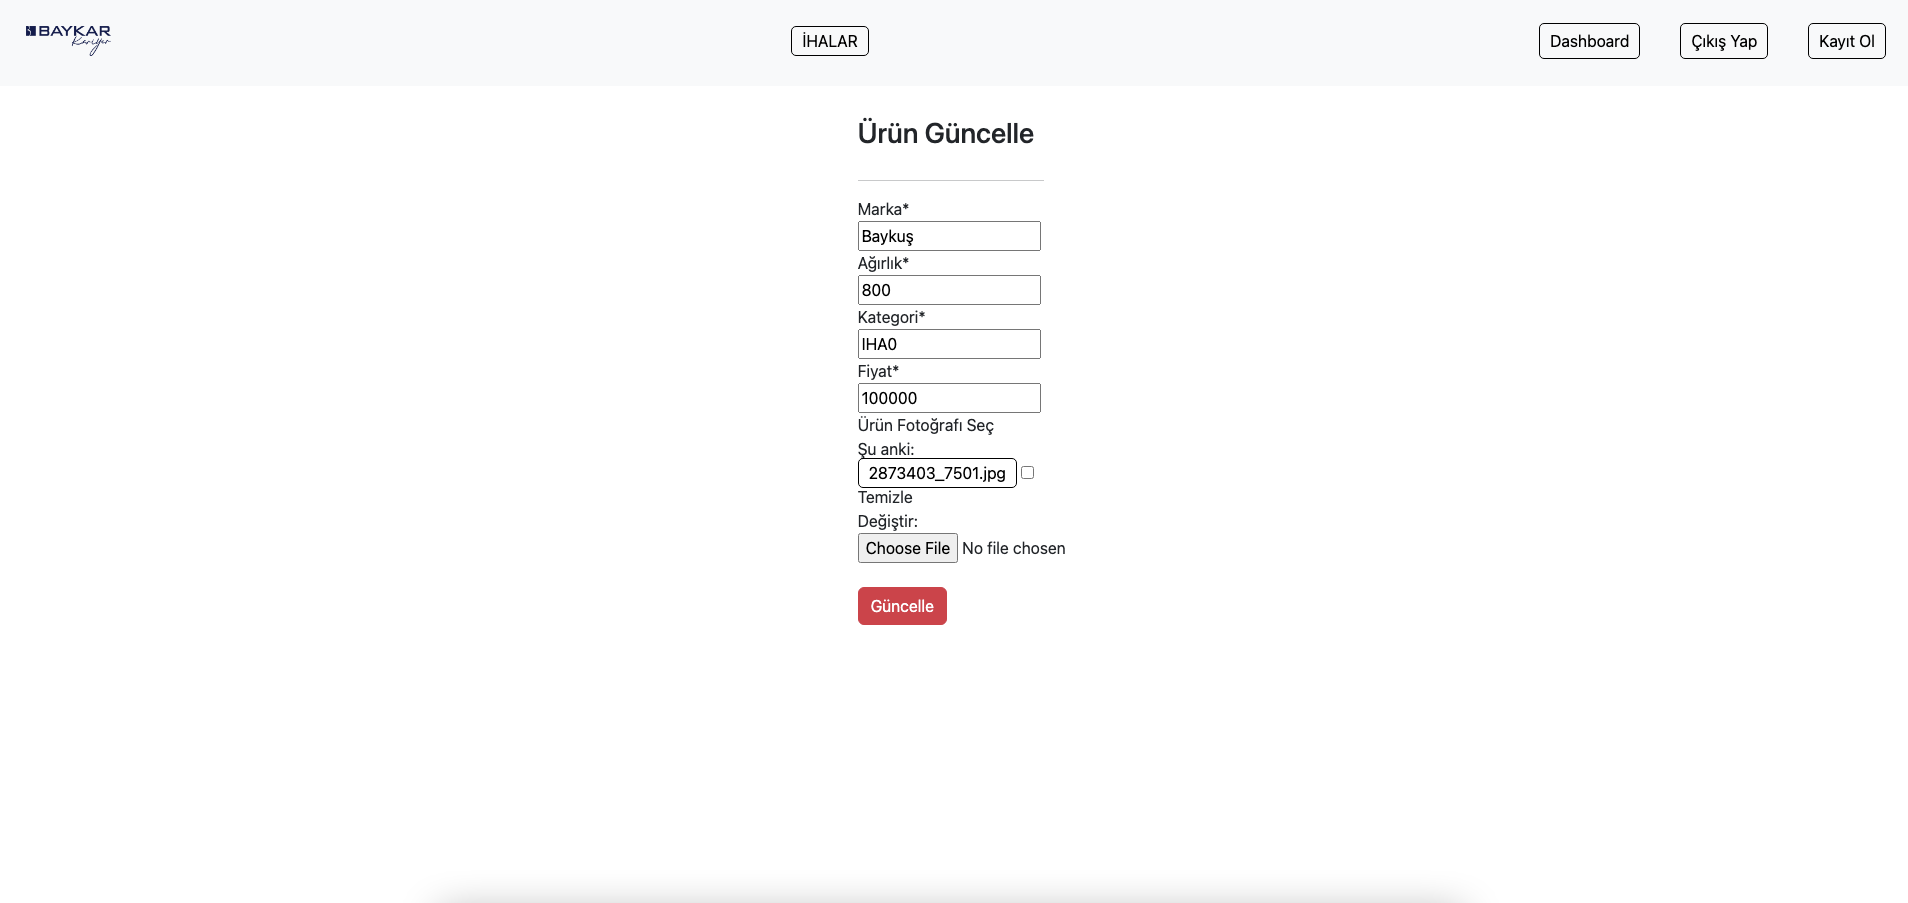 BAYKAR
Kariyer
İHALAR
Dashboard
Çıkış Yap
Kayıt Ol
Ürün Güncelle
Marka*
Baykuş
Ağırlık*
800
Kategori*
IHA0
Fiyat*
100000
Ürün Fotoğrafı Seç
Şu anki:
2873403_7501.jpg
Temizle
Değiştir:
Choose File No file chosen
Güncelle